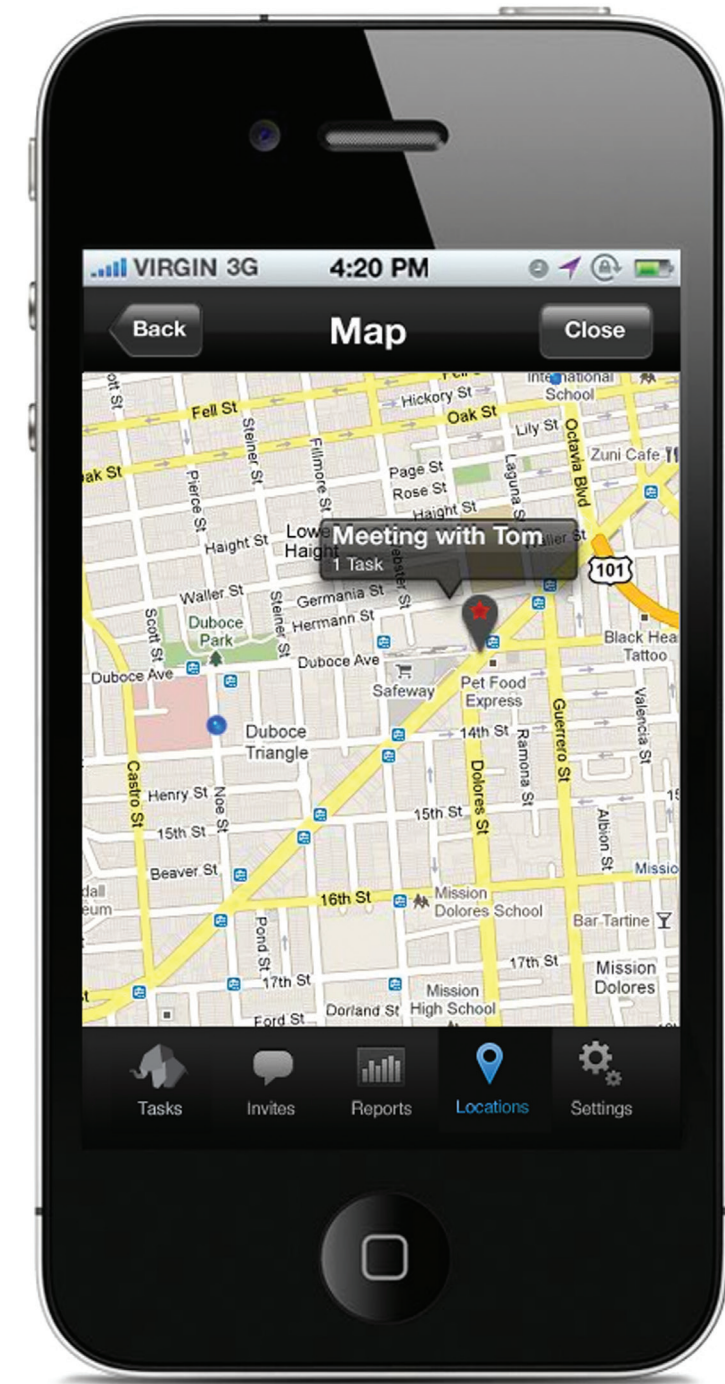 VIRGIN 3G 4:20 PM
Back Map Close
International
School
Hickory St
Fell St
Oak St
Lily St
Octavia Blvd
Steiner St
Fillmore St
Zuni Cafe
Page St
Laguna St
Pierce St
Rose St
Haight St
Meeting with Tom
1 Task
Haight St
Haight
101
Waller St
Germania St
Hermann St
Steiner St
Scott St
Duboce
Park
Duboce Ave
Duboce Ave
Safeway
Pet Food
Express
Tattoo
Valencia St
Guerrero St
Duboce
Triangle
14th St
Ramona St
Castro St
Noe St
Dolores St
Henry St
15th St
15th St
Albion St
Beaver St
16th St
Mission
Dolores School
Bar Tartine
Pond St
17th St
17th St
Mission
Dolores
Mission
High School
Dorland St
Ford St
Tasks Invites Reports Locations Settings